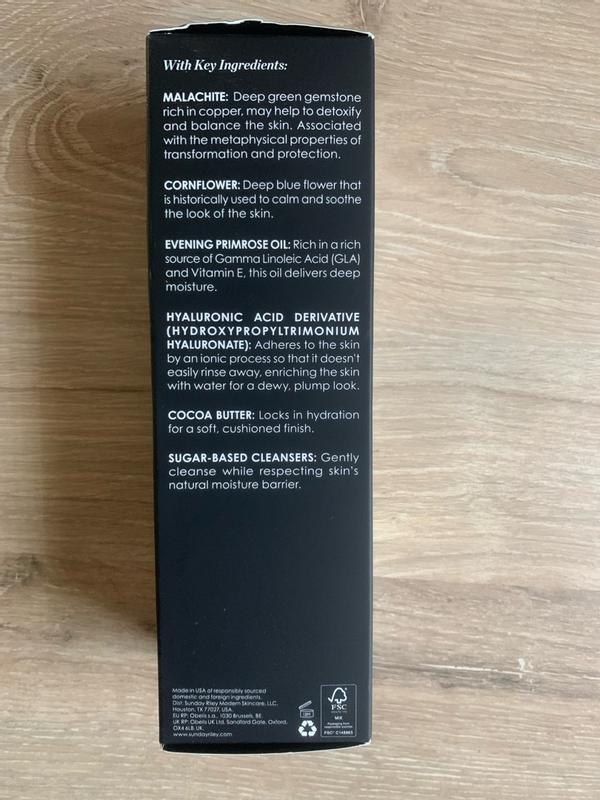 With Key Ingredients:
MALACHITE: Deep green gemstone
rich in copper, may help to detoxify
and balance the skin. Associated
with the metaphysical properties of
transformation and protection.
CORNFLOWER: Deep blue flower that
is historically used to calm and soothe
the look of the skin.
EVENING PRIMROSE OIL: Rich in a rich
source of Gamma Linoleic Acid (GLA)
and Vitamin E, this oil delivers deep
moisture.
HYALURONIC ACID DERIVATIVE
(HYDROXYPROPYLTRIMONIUM
HYALURONATE): Adheres to the skin
by an ionic process so that it doesn't
easily rinse away, enriching the skin
with water for a dewy, plump look.
COCOA BUTTER: Locks in hydration
for a soft, cushioned finish.
SUGAR-BASED CLEANSERS: Gently
cleanse while respecting skin's
natural moisture barrier.
Made in USA of responsibly sourced
domestic and foreign ingredients.
Dist: Sunday Riley Modern Skincare, LLC,
Houston, TX 77027, USA.
EU RP: Obelis s.a., 1030 Brussels, BE.
UK RP: Obelis UK Ltd. Sandford Gate, Oxford,
OX4 6LB, UK.
www.sundayriley.com
FSC
MIX
Packaging from
responsible sources
FSC® C148863